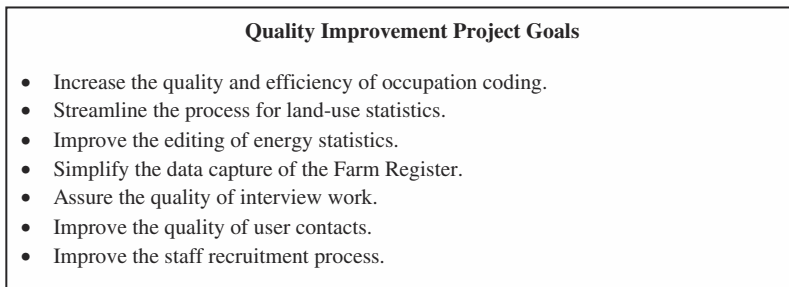 Quality Improvement Project Goals
• Increase the quality and efficiency of occupation coding.
• Streamline the process for land-use statistics.
• Improve the editing of energy statistics.
• Simplify the data capture of the Farm Register.
• Assure the quality of interview work.
• Improve the quality of user contacts.
• Improve the staff recruitment process.